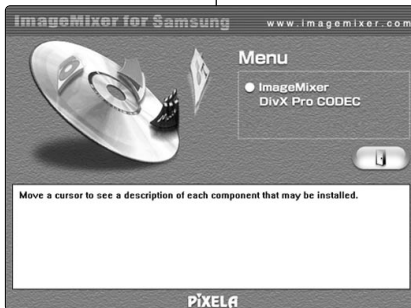 ImageMixer for Samsung
www.imagemixer.com
Menu
ImageMixer
DivX Pro CODEC
Move a cursor to see a description of each component that may be installed.
PIXELA